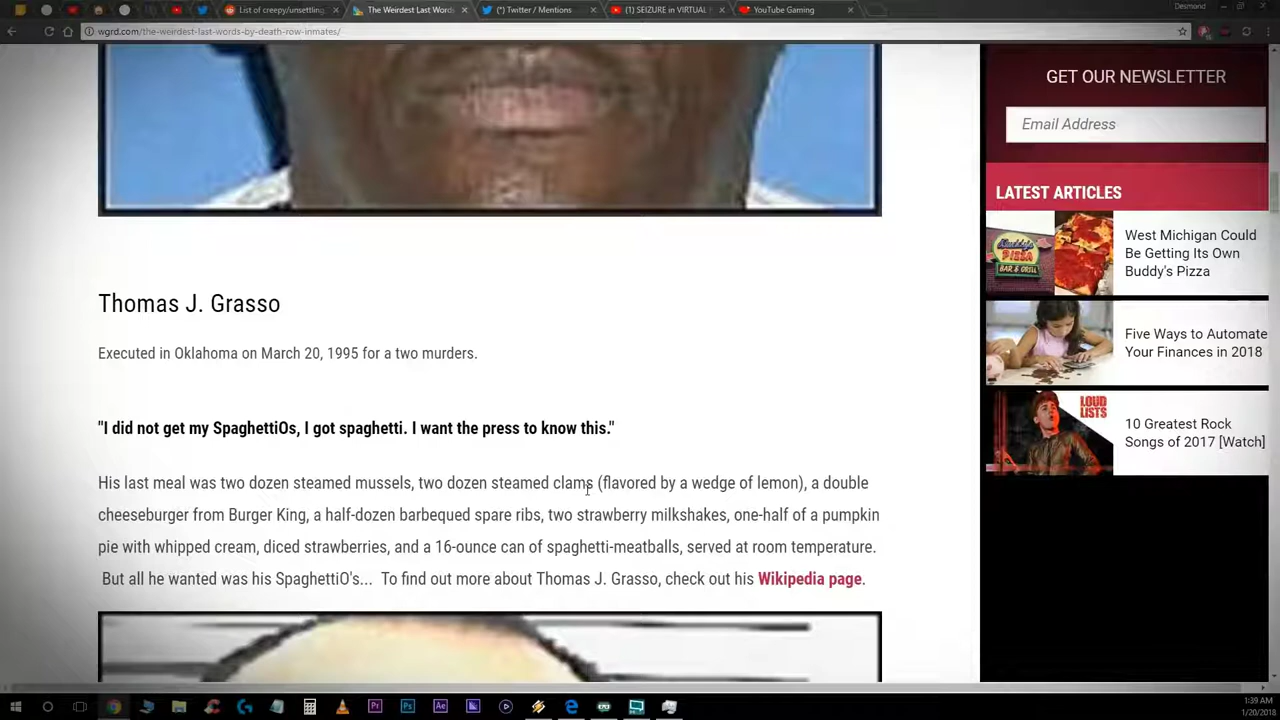 List of creepy/unsettling
The Weirdest Last Words
(*) Twitter / Mentions
(1) SEIZURE in VIRTUAL
YouTube Gaming
Desmond
wgrd.com/the-weirdest-last-words-by-death-row-inmates/
GET OUR NEWSLETTER
Email Address
LATEST ARTICLES
West Michigan Could
Be Getting Its Own
Buddy's Pizza
Five Ways to Automate
Your Finances in 2018
LOUD
LISTS
10 Greatest Rock
Songs of 2017 [Watch]
Thomas J. Grasso
Executed in Oklahoma on March 20, 1995 for a two murders.
"I did not get my SpaghettiOs, I got spaghetti. I want the press to know this."
His last meal was two dozen steamed mussels, two dozen steamed clams (flavored by a wedge of lemon), a double
cheeseburger from Burger King, a half-dozen barbequed spare ribs, two strawberry milkshakes, one-half of a pumpkin
pie with whipped cream, diced strawberries, and a 16-ounce can of spaghetti-meatballs, served at room temperature.
But all he wanted was his SpaghettiO's... To find out more about Thomas J. Grasso, check out his Wikipedia page.
Pr
Ps
Ae
1:39 AM
1/20/2018